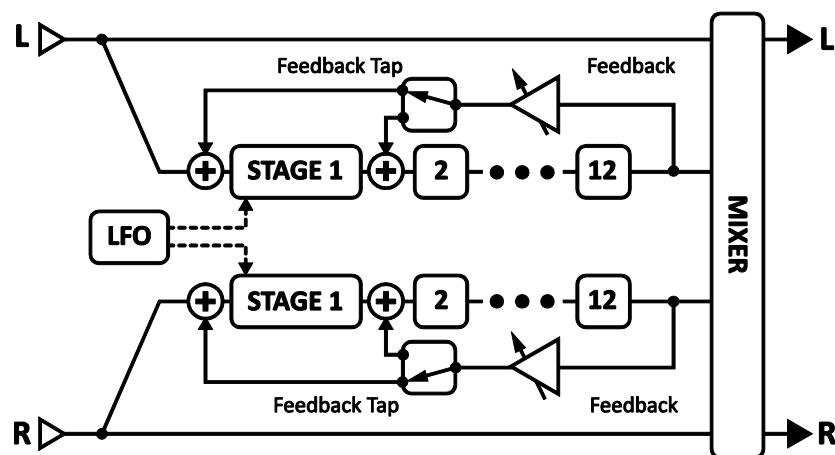 L
L
Feedback Tap
Feedback
+
STAGE 1
+
2
12
LFO
MIXER
+
STAGE 1
+
2
12
Feedback Tap
Feedback
R
R